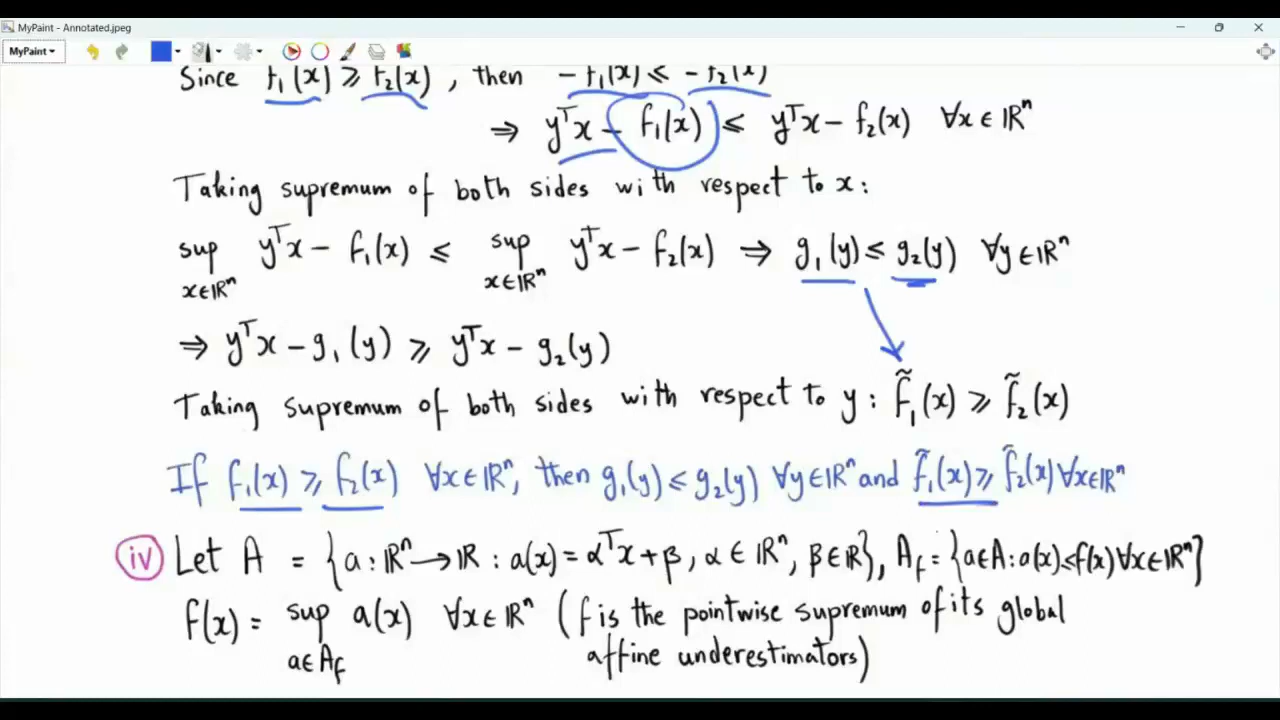 MyPaint - Annotated.jpeg
MyPaint
Since f₁(x) ⩾ f₂(x) , then −f₁(x) ⩽ −f₂(x)
⇒ yᵀx − f₁(x) ⩽ yᵀx − f₂(x) ∀x ∈ ℝⁿ
Taking supremum of both sides with respect to x:
sup yᵀx − f₁(x) ⩽ sup yᵀx − f₂(x) ⇒ g₁(y) ⩽ g₂(y) ∀y ∈ ℝⁿ
x∈ℝⁿ x∈ℝⁿ
⇒ yᵀx − g₁(y) ⩾ yᵀx − g₂(y)
Taking supremum of both sides with respect to y : f̃₁(x) ⩾ f̃₂(x)
If f₁(x) ⩾ f₂(x) ∀x∈ℝⁿ, then g₁(y) ⩽ g₂(y) ∀y∈ℝⁿ and f̃₁(x) ⩾ f̃₂(x) ∀x∈ℝⁿ
iv Let A = {a : ℝⁿ → ℝ : a(x) = αᵀx + β, α ∈ ℝⁿ, β ∈ ℝ}, A_f = {a∈A : a(x) ⩽ f(x) ∀x∈ℝⁿ}
f(x) = sup a(x) ∀x∈ℝⁿ (f is the pointwise supremum of its global
a∈A_f affine underestimators)